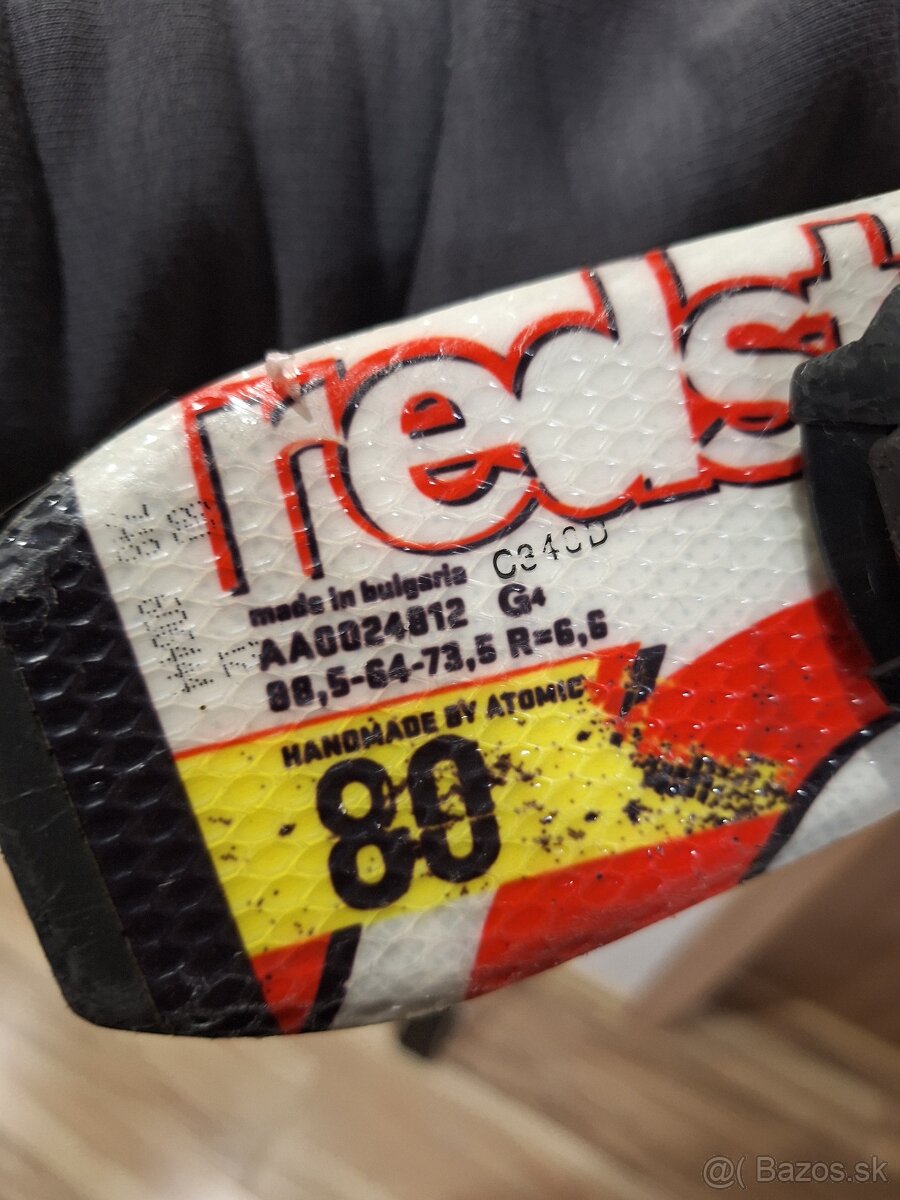 redst
C340D
made in bulgaria
AA0024812 G4
88,5-64-73,5 R=6,6
HANDMADE BY ATOMIC
80
@( Bazos.sk